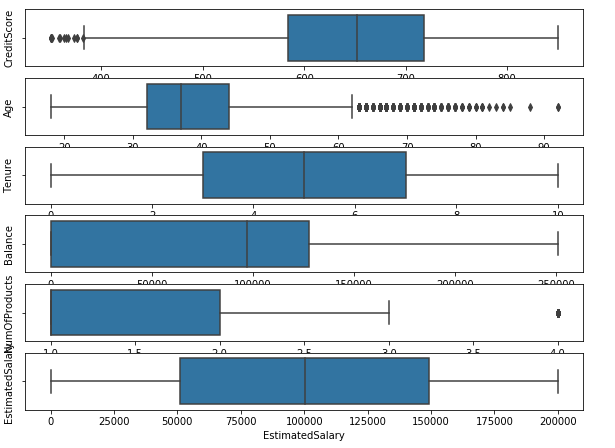 CreditScore
400 500 600 700 800
Age
20 30 40 50 60 70 80 90
Tenure
0 2 4 6 8 10
Balance
0 50000 100000 150000 200000 250000
NumOfProducts
1.0 1.5 2.0 2.5 3.0 3.5 4.0
EstimatedSalary
0 25000 50000 75000 100000 125000 150000 175000 200000
EstimatedSalary